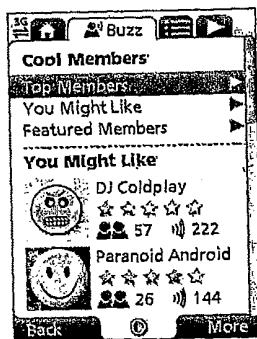 3G
Buzz
Cool Members
Top Members
You Might Like
Featured Members
You Might Like
DJ Coldplay
57 222
Paranoid Android
26 144
Back More